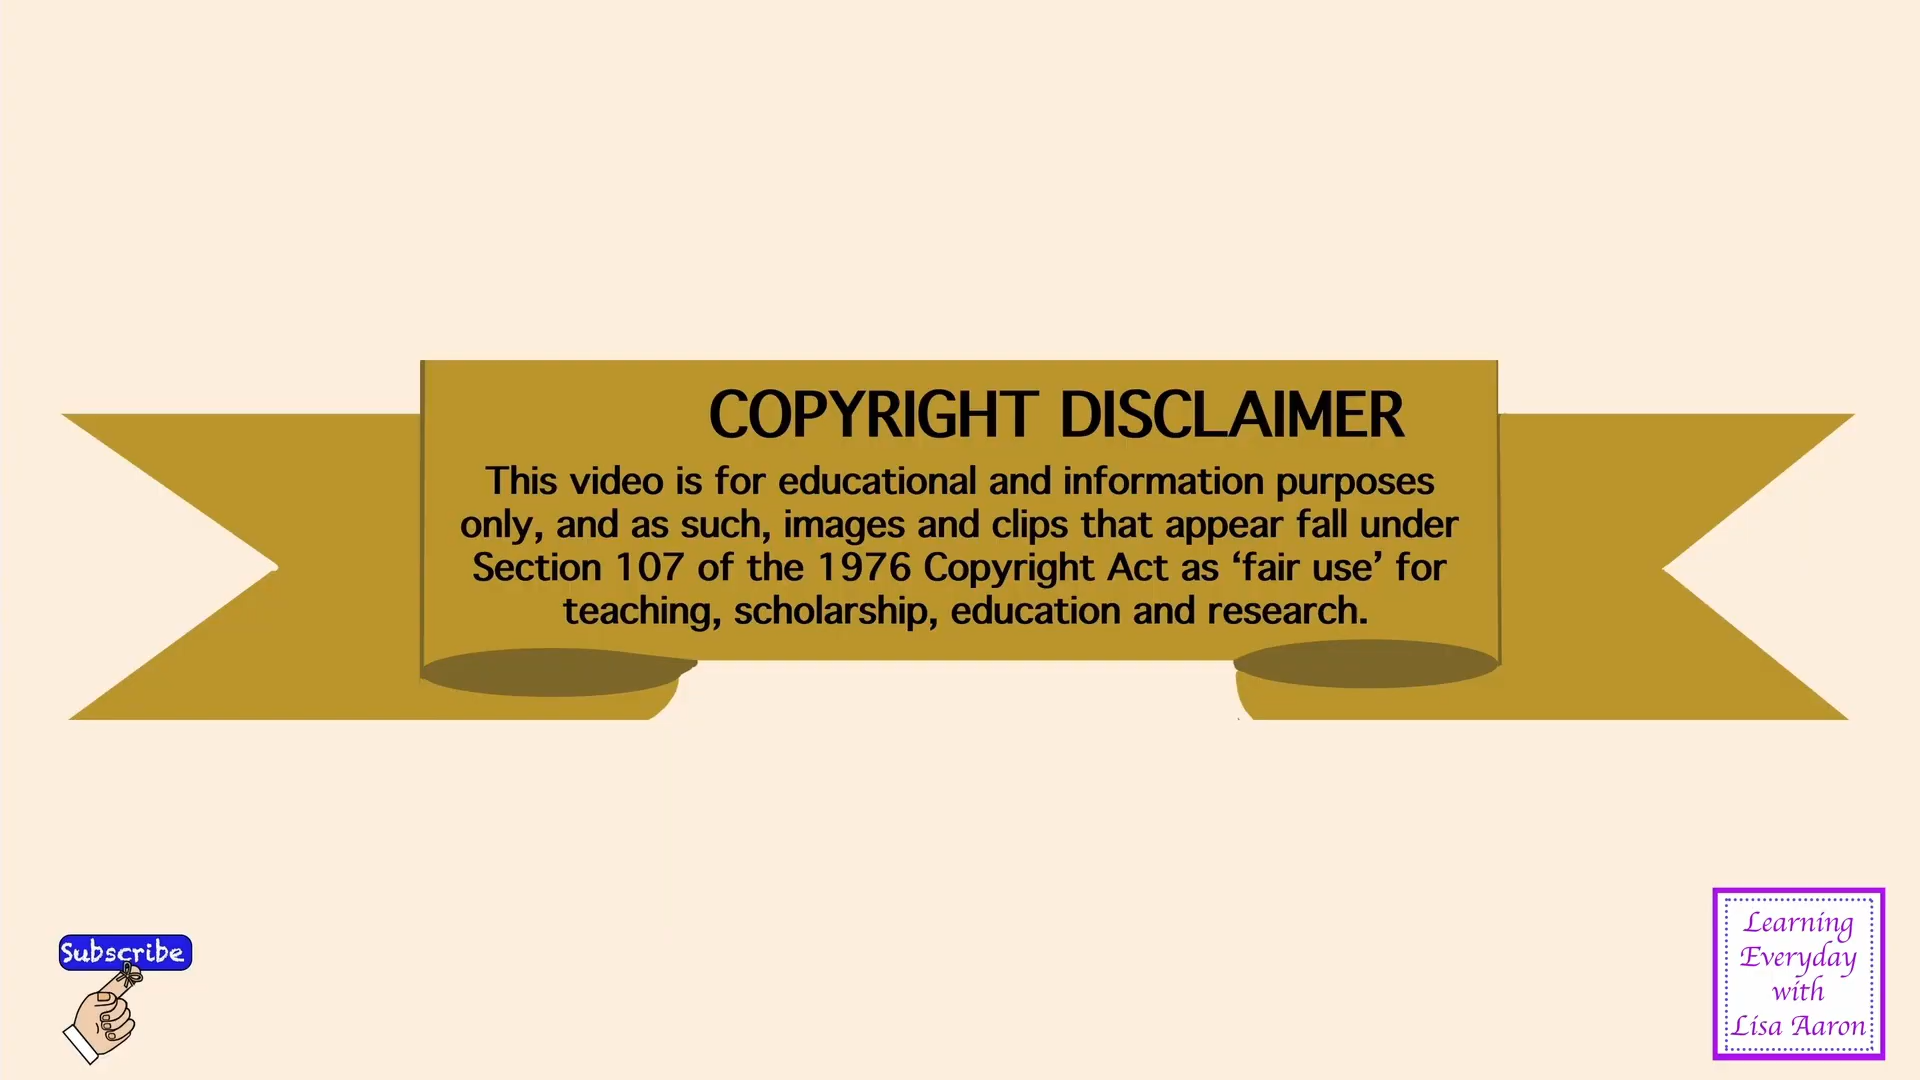 COPYRIGHT DISCLAIMER
This video is for educational and information purposes
only, and as such, images and clips that appear fall under
Section 107 of the 1976 Copyright Act as ‘fair use’ for
teaching, scholarship, education and research.
Subscribe
Learning
Everyday
with
Lisa Aaron